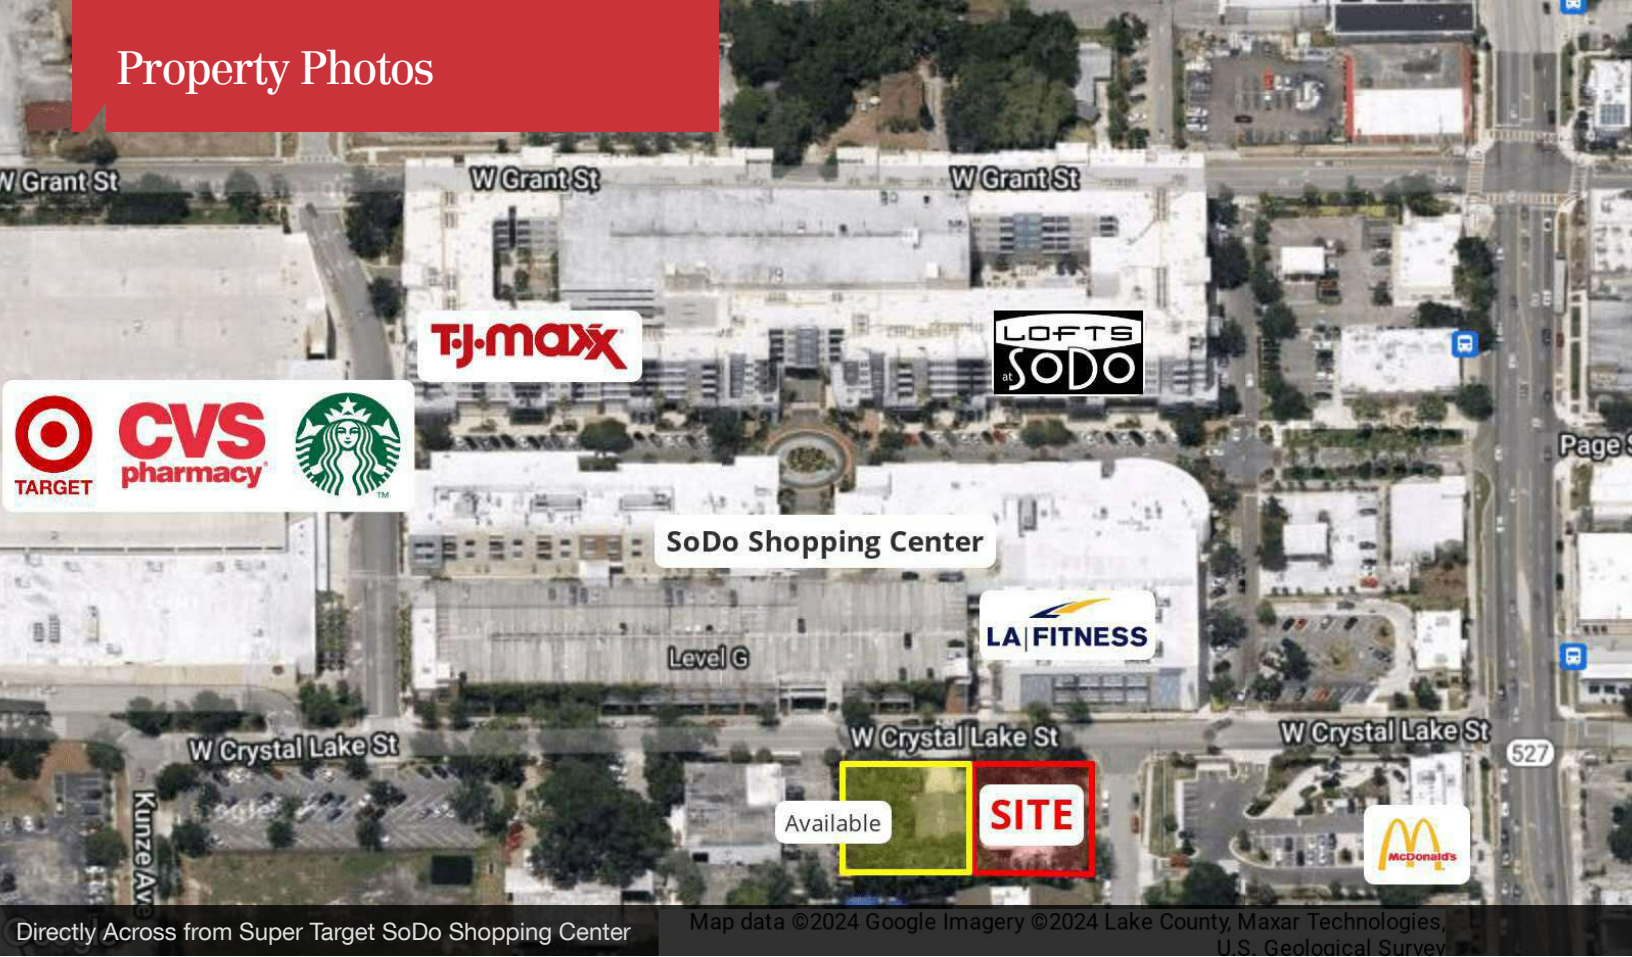 Property Photos
W Grant St
W Grant St
W Grant St
T·J·maxx
LOFTS
at SODO
TARGET
CVS
pharmacy
TM
Page S
SoDo Shopping Center
LA FITNESS
Level G
W Crystal Lake St
W Crystal Lake St
W Crystal Lake St
527
Kunze Ave
Available
SITE
McDonald's
Directly Across from Super Target SoDo Shopping Center
Map data ©2024 Google Imagery ©2024 Lake County, Maxar Technologies,
U.S. Geological Survey